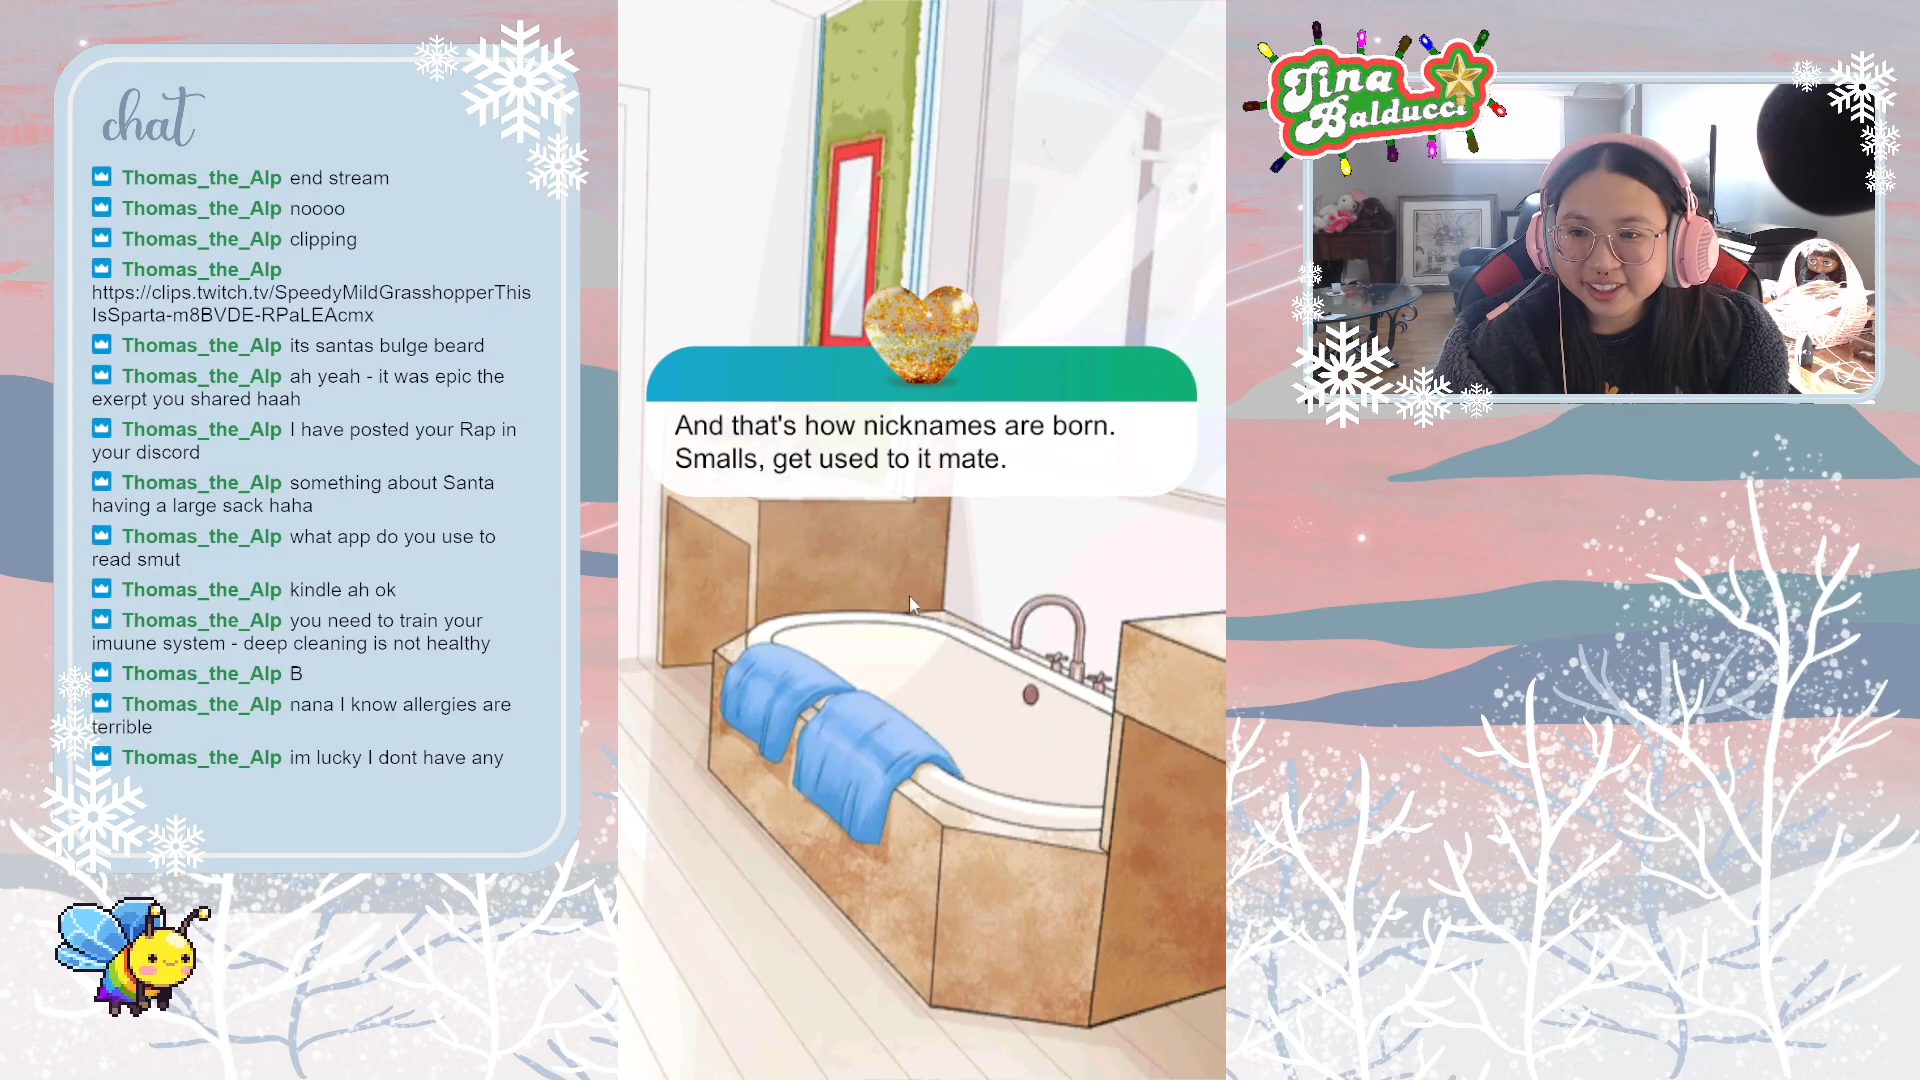 chat
Thomas_the_Alp end stream
Thomas_the_Alp noooo
Thomas_the_Alp clipping
Thomas_the_Alp
https://clips.twitch.tv/SpeedyMildGrasshopperThis
IsSparta-m8BVDE-RPaLEAcmx
Thomas_the_Alp its santas bulge beard
Thomas_the_Alp ah yeah - it was epic the
exerpt you shared haah
Thomas_the_Alp I have posted your Rap in
your discord
Thomas_the_Alp something about Santa
having a large sack haha
Thomas_the_Alp what app do you use to
read smut
Thomas_the_Alp kindle ah ok
Thomas_the_Alp you need to train your
imuune system - deep cleaning is not healthy
Thomas_the_Alp B
Thomas_the_Alp nana I know allergies are
terrible
Thomas_the_Alp im lucky I dont have any
And that's how nicknames are born.
Smalls, get used to it mate.
Tina
Balducci